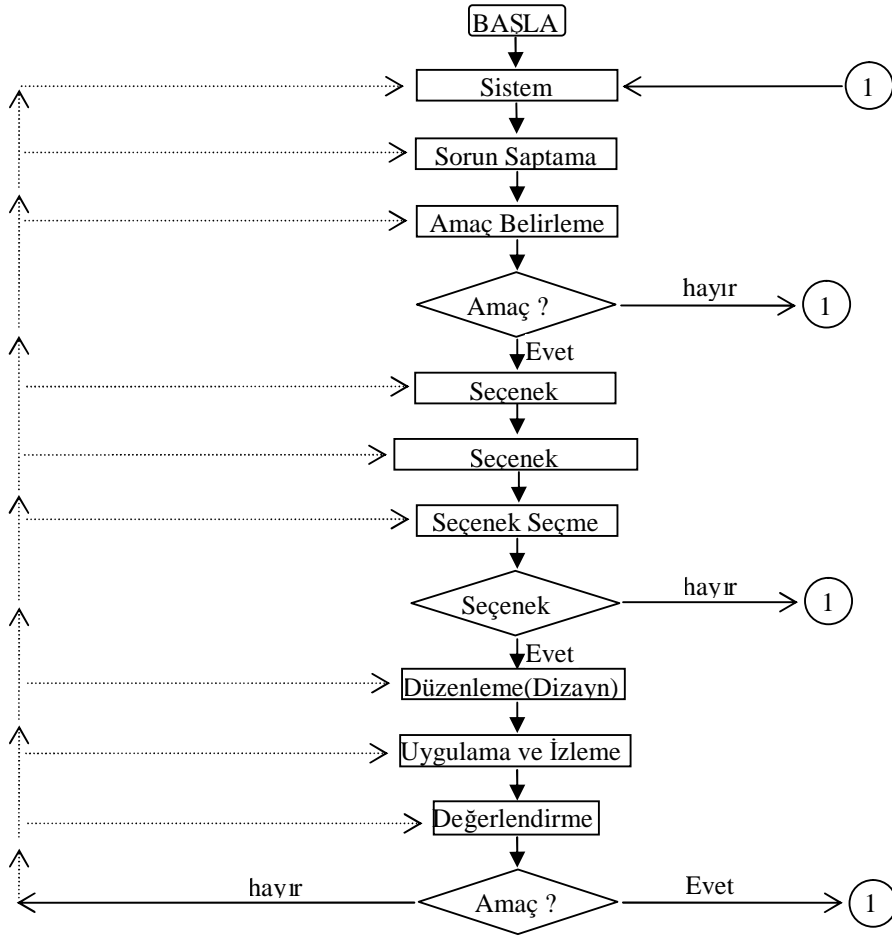 BAŞLA
Sistem
1
Sorun Saptama
Amaç Belirleme
Amaç ?
hayır
1
Evet
Seçenek
Seçenek
Seçenek Seçme
Seçenek
hayır
1
Evet
Düzenleme(Dizayn)
Uygulama ve İzleme
Değerlendirme
hayır
Amaç ?
Evet
1